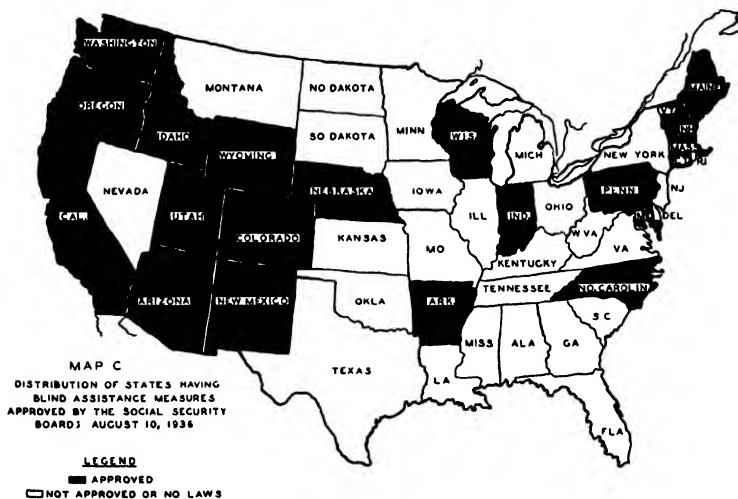 WASHINGTON
MONTANA
NO DAKOTA
MINN
OREGON
IDAHO
WYOMING
SO DAKOTA
WIS.
MICH
MAINE
VT
NH
MASS
RI
NEW YORK
NEVADA
UTAH
COLORADO
NEBRASKA
IOWA
ILL
IND.
OHIO
PENN
NJ
DEL
CAL.
KANSAS
MO
KENTUCKY
W VA
VA
ARIZONA
NEW MEXICO
OKLA
ARK.
TENNESSEE
NO. CAROLIN
S C
TEXAS
LA
MISS
ALA
GA
FLA
MAP C
DISTRIBUTION OF STATES HAVING
BLIND ASSISTANCE MEASURES
APPROVED BY THE SOCIAL SECURITY
BOARD; AUGUST 10, 1936
LEGEND
APPROVED
NOT APPROVED OR NO LAWS